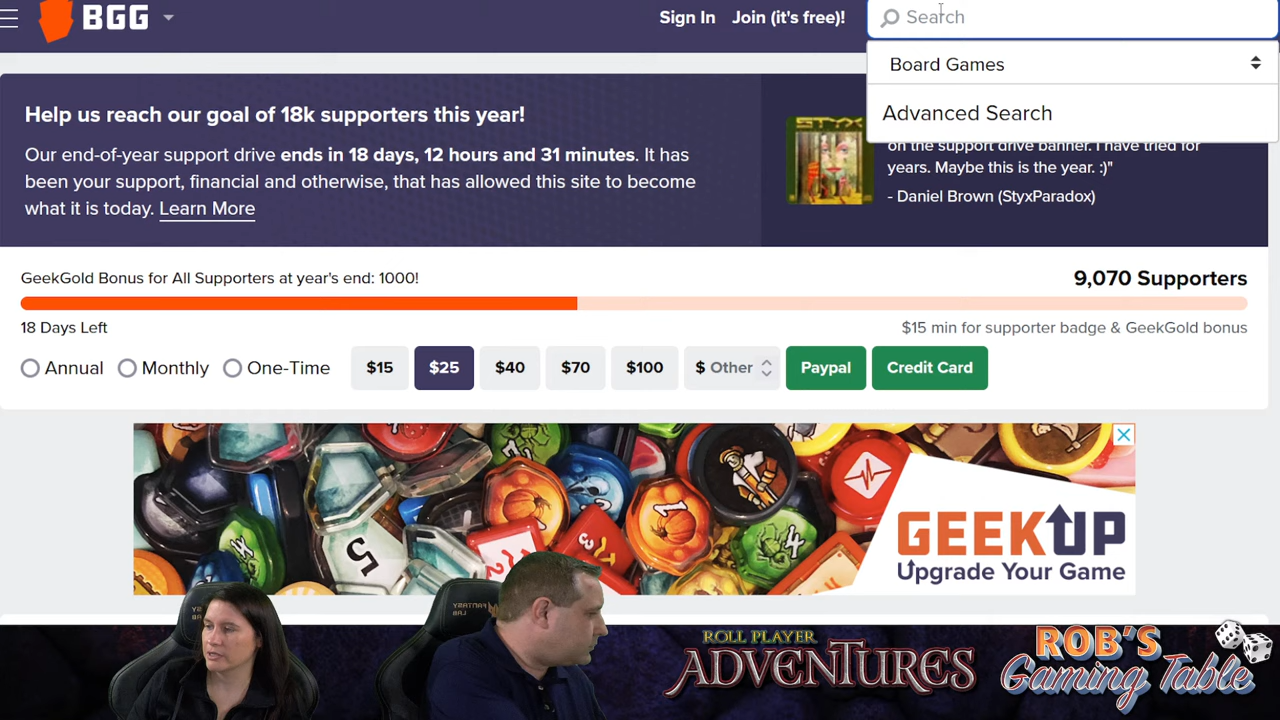 BGG
Sign In
Join (it's free)!
Search
Board Games
Advanced Search
Help us reach our goal of 18k supporters this year!
Our end-of-year support drive ends in 18 days, 12 hours and 31 minutes. It has
been your support, financial and otherwise, that has allowed this site to become
what it is today. Learn More
STYX
on the support drive banner. I have tried for
years. Maybe this is the year. :)"
- Daniel Brown (StyxParadox)
GeekGold Bonus for All Supporters at year's end: 1000!
9,070 Supporters
18 Days Left
$15 min for supporter badge & GeekGold bonus
Annual
Monthly
One-Time
$15
$25
$40
$70
$100
$ Other
Paypal
Credit Card
5
1
3
4
GEEKUP
Upgrade Your Game
ROLL PLAYER
ADVENTURES
ROB'S
Gaming Table